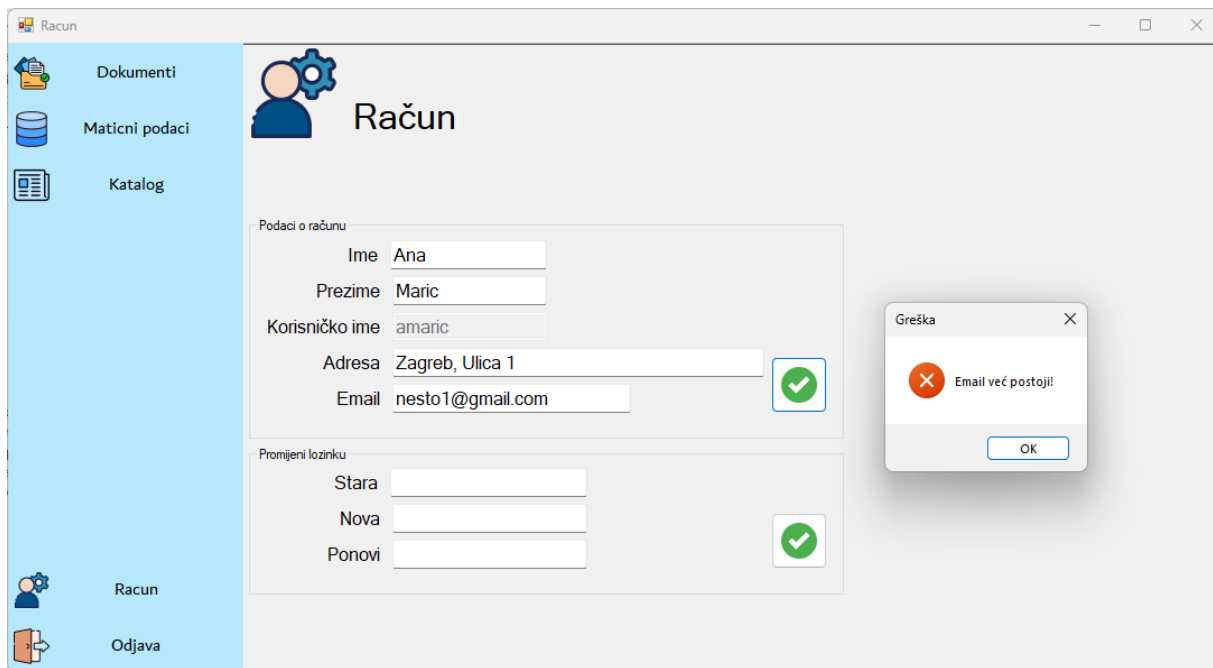 Racun
Dokumenti
Maticni podaci
Katalog
Račun
Podaci o računu
Ime Ana
Prezime Maric
Korisničko ime amaric
Adresa Zagreb, Ulica 1
Email nesto1@gmail.com
Promijeni lozinku
Stara
Nova
Ponovi
Greška
Email već postoji!
OK
Racun
Odjava